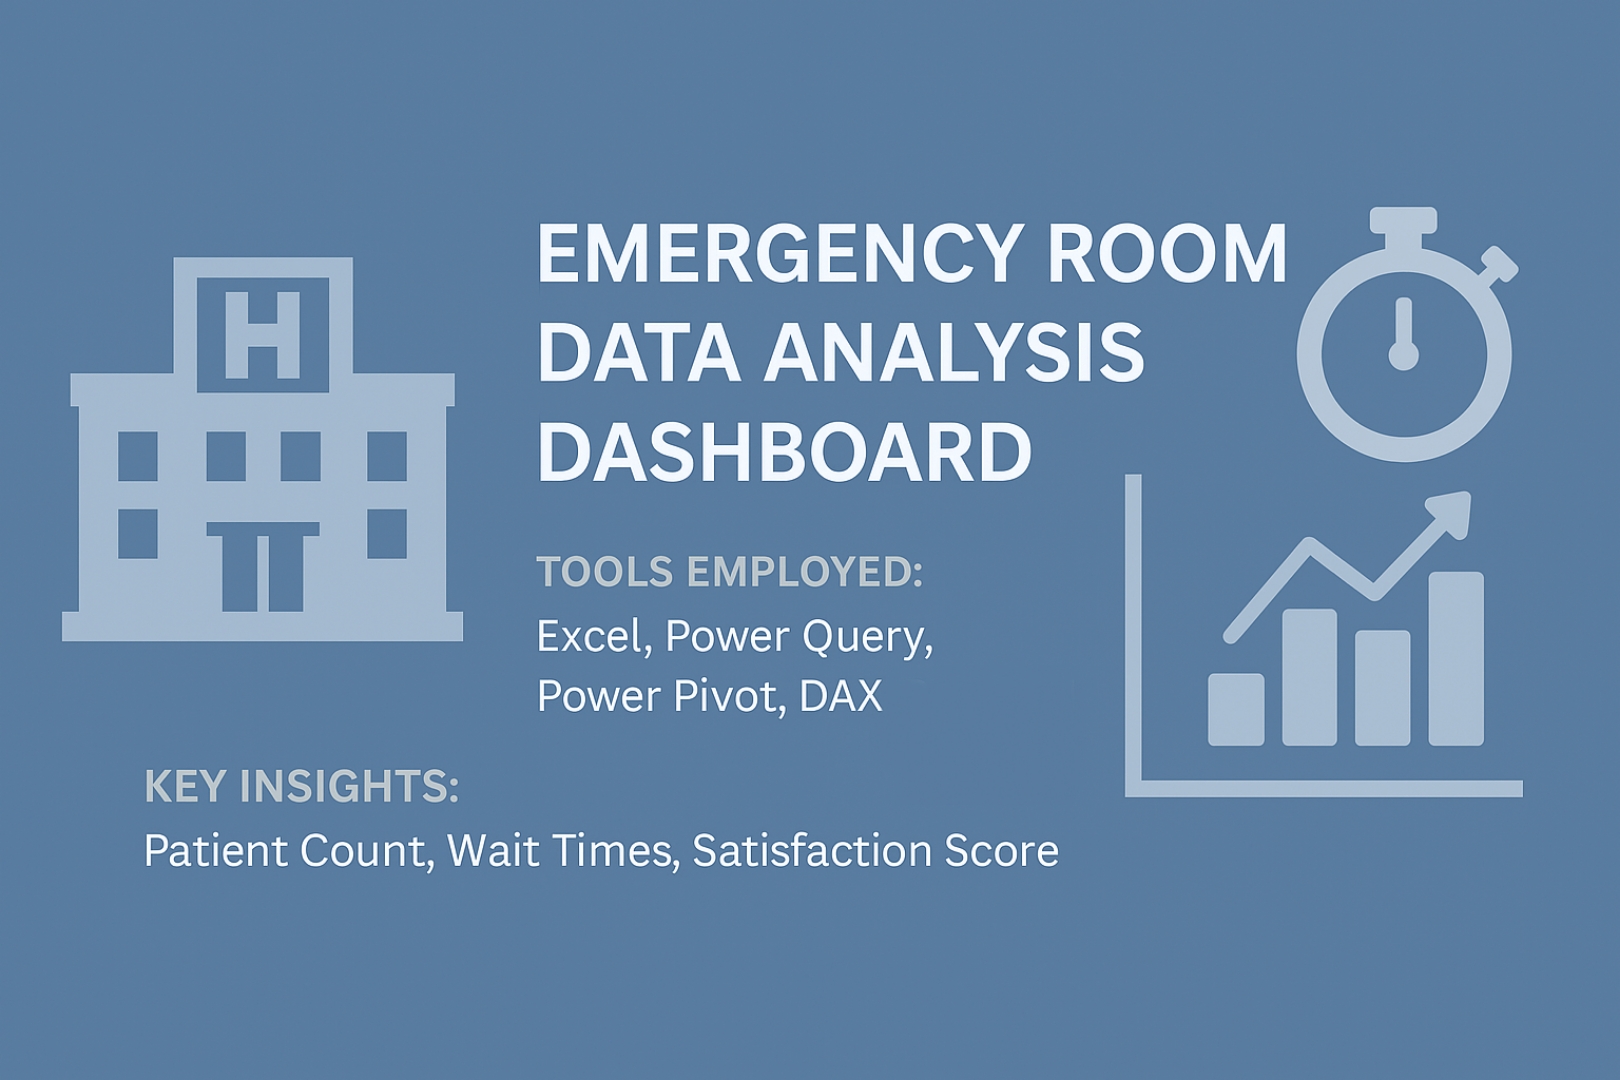 H
EMERGENCY ROOM
DATA ANALYSIS
DASHBOARD
TOOLS EMPLOYED:
Excel, Power Query,
Power Pivot, DAX
KEY INSIGHTS:
Patient Count, Wait Times, Satisfaction Score